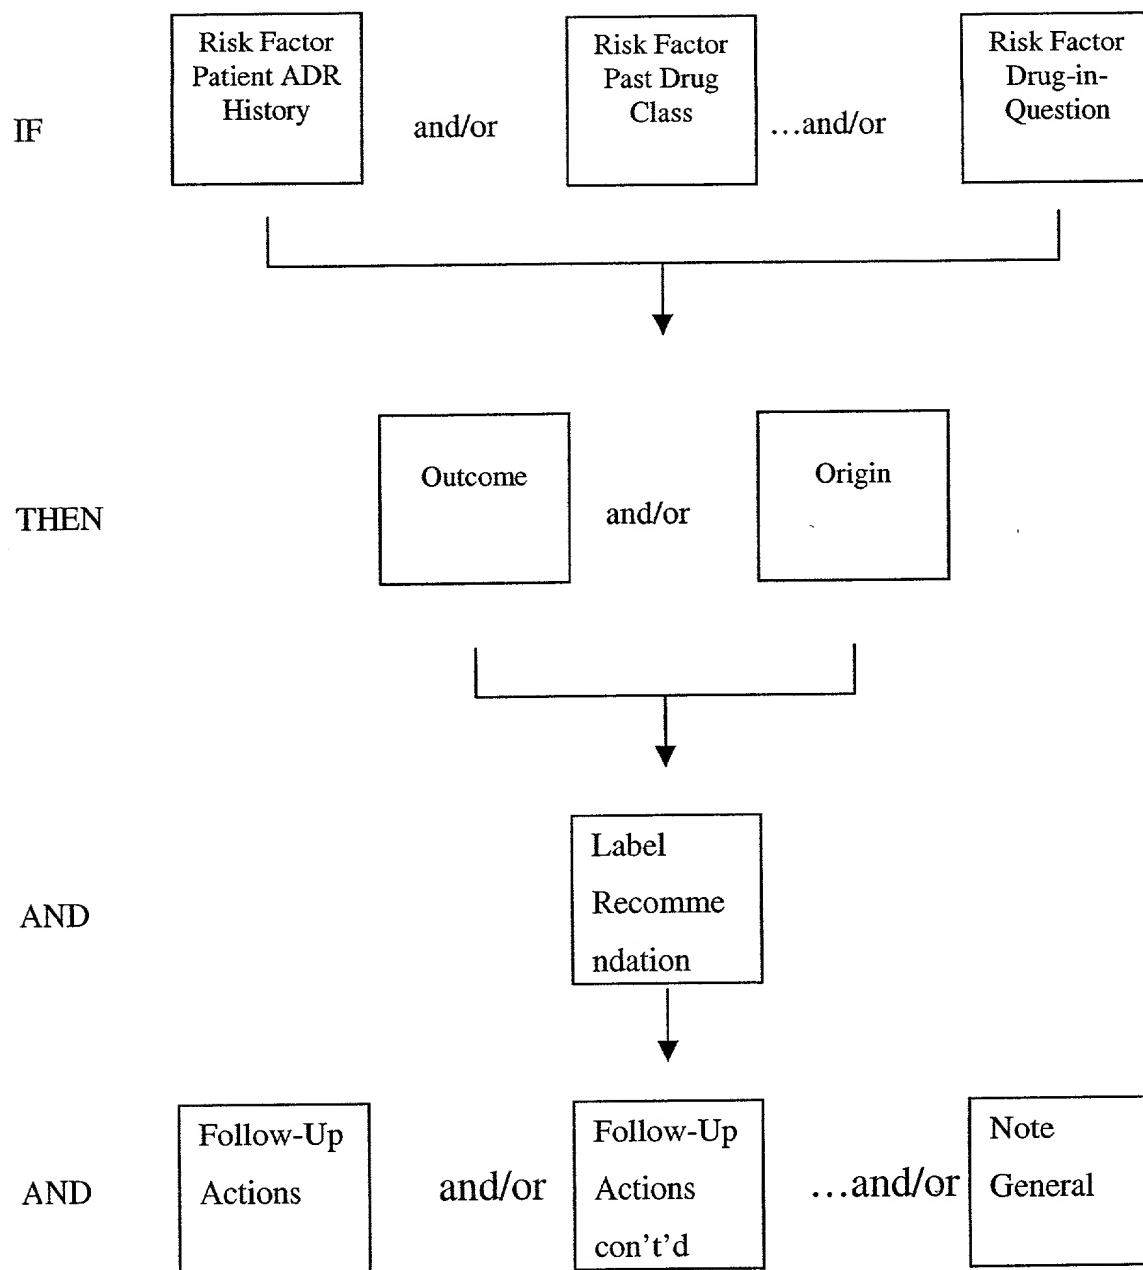 IF
Risk Factor
Patient ADR
History
and/or
Risk Factor
Past Drug
Class
...and/or
Risk Factor
Drug-in-
Question
THEN
Outcome
and/or
Origin
AND
Label
Recomme
ndation
AND
Follow-Up
Actions
and/or
Follow-Up
Actions
con't'd
...and/or
Note
General